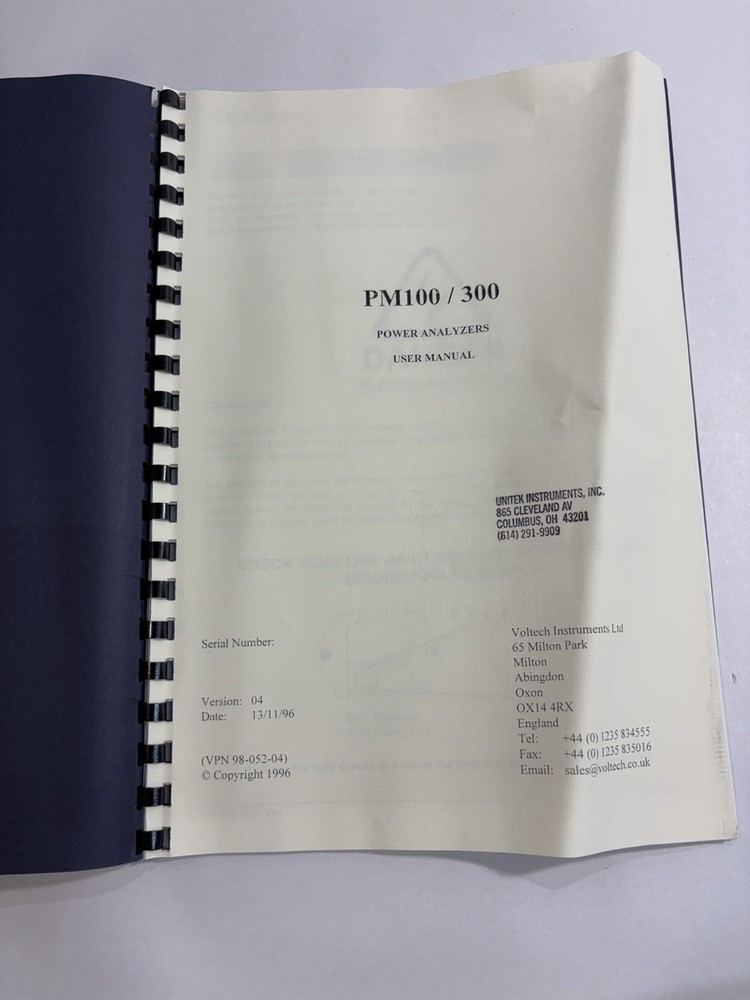 PM100 / 300
POWER ANALYZERS
USER MANUAL
UNITEK INSTRUMENTS, INC.
865 CLEVELAND AV
COLUMBUS, OH 43201
(614) 291-9909
Serial Number:
Version: 04
Date: 13/11/96
(VPN 98-052-04)
© Copyright 1996
Voltech Instruments Ltd
65 Milton Park
Milton
Abingdon
Oxon
OX14 4RX
England
Tel: +44 (0) 1235 834555
Fax: +44 (0) 1235 835016
Email: sales@voltech.co.uk
CHECK YOUR LINE